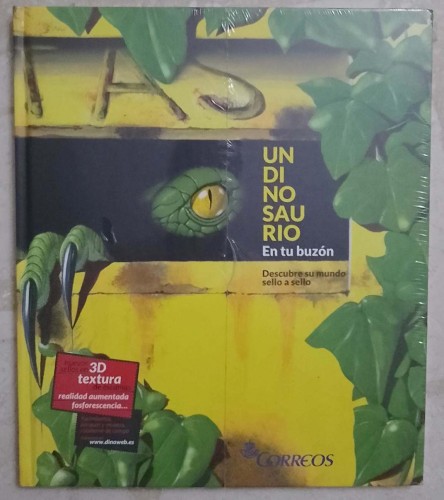 TAS
UN
DI
NO
SAU
RIO
En tu buzón
Descubre su mundo
sello a sello
3D
textura
realidad aumentada
fosforescencia...
www.dinoweb.es
CORREOS